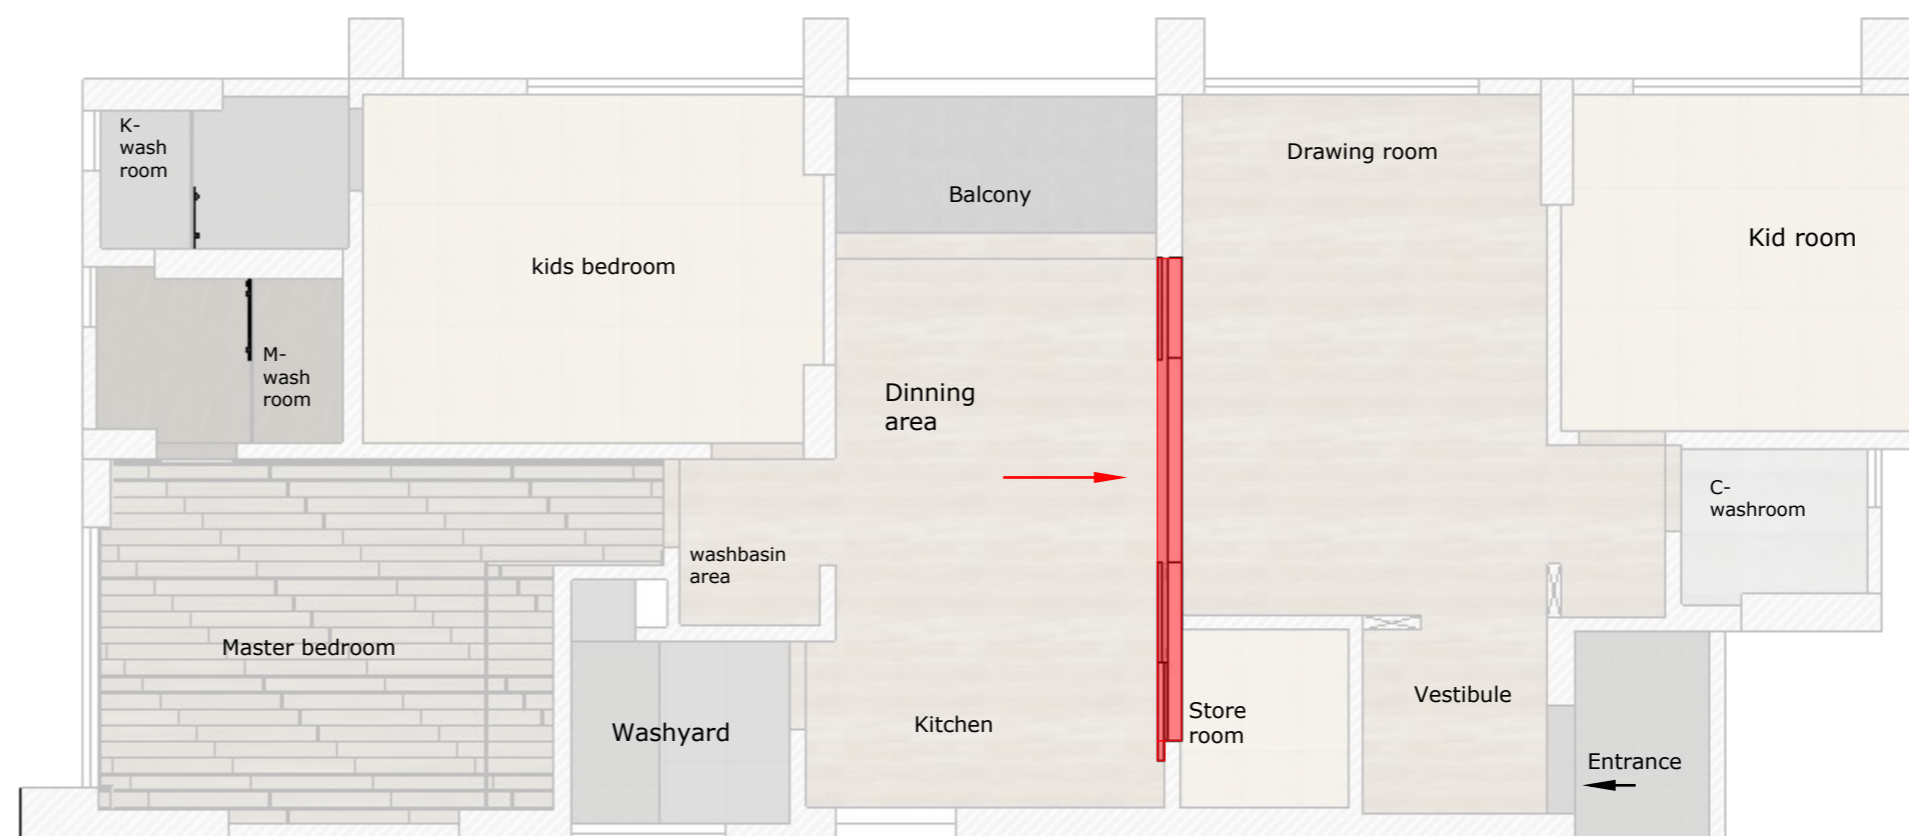 K-
wash
room
Drawing room
Balcony
Kid room
kids bedroom
M-
wash
room
Dinning
area
C-
washroom
washbasin
area
Master bedroom
Washyard
Kitchen
Store
room
Vestibule
Entrance